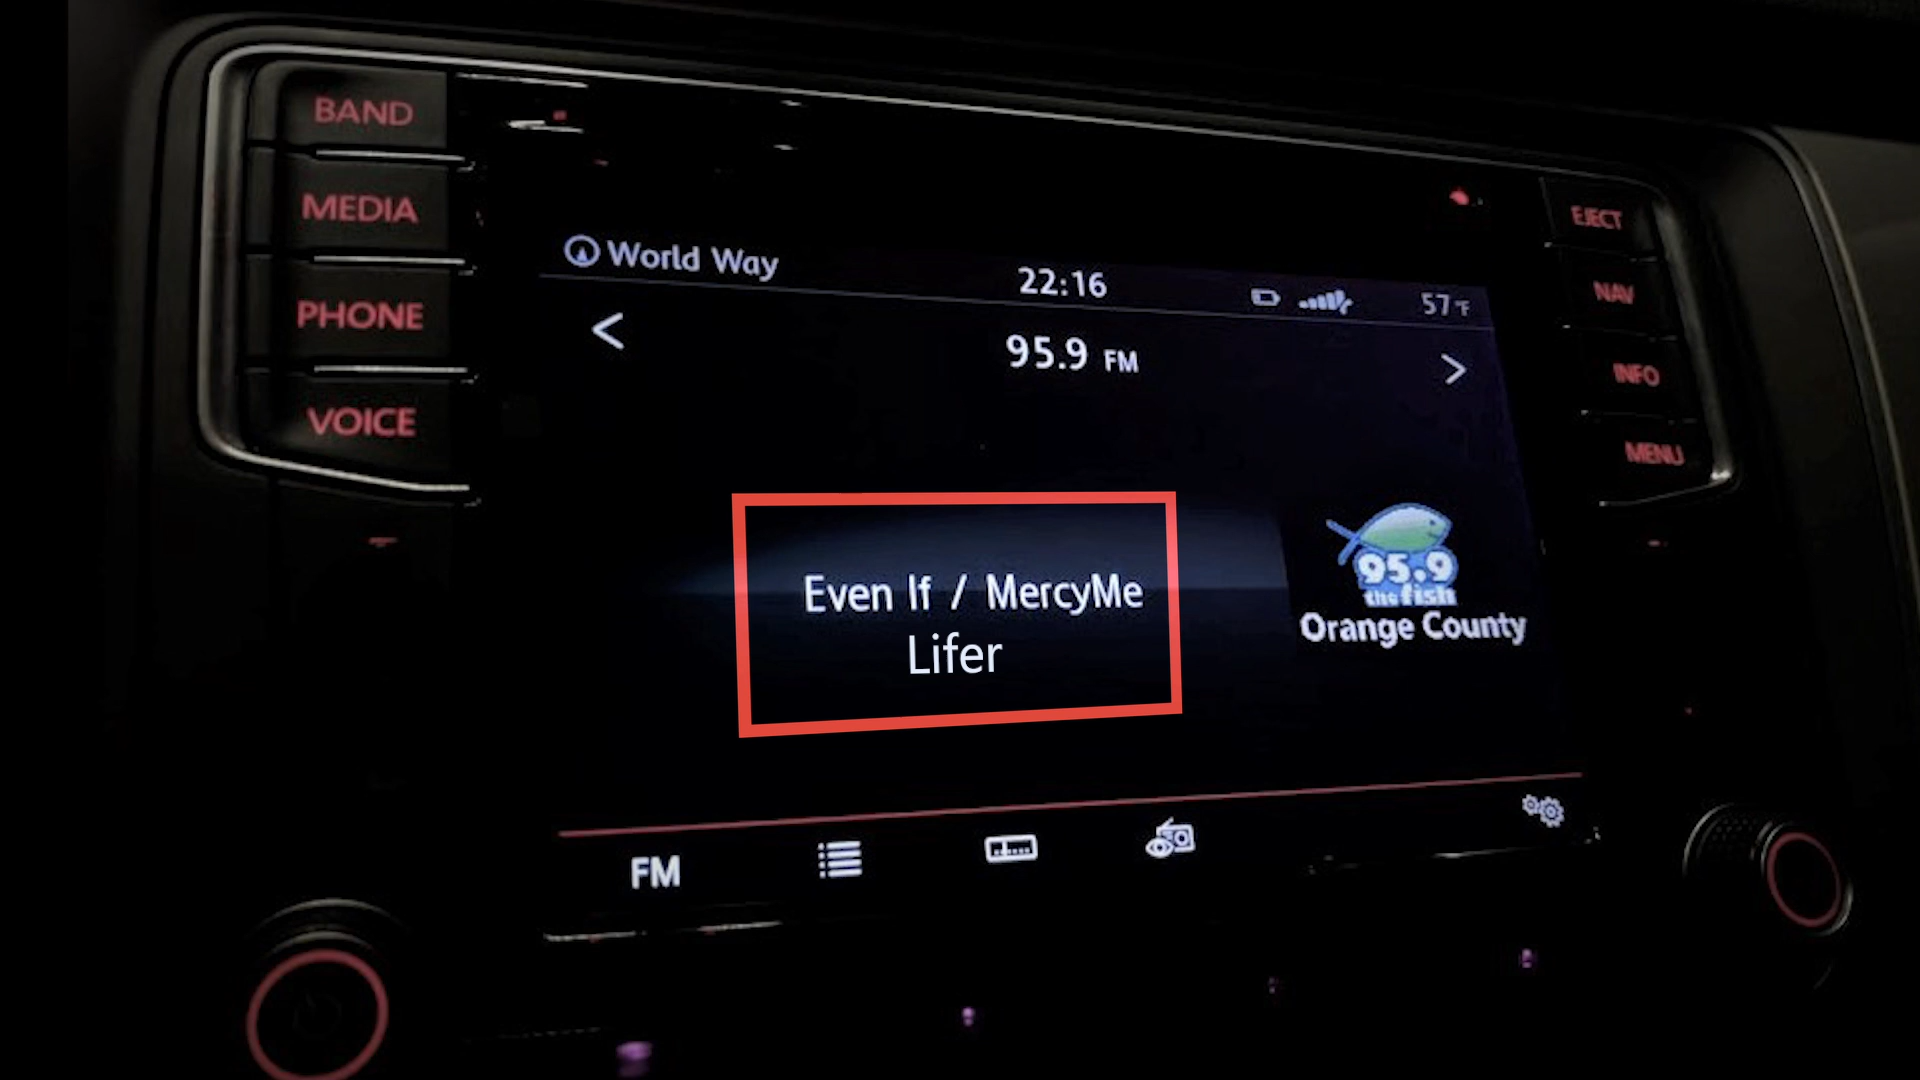 BAND
MEDIA
PHONE
VOICE
World Way
22:16
57°F
95.9 FM
Even If / MercyMe
Lifer
95.9
the fish
Orange County
FM
EJECT
NAV
INFO
MENU